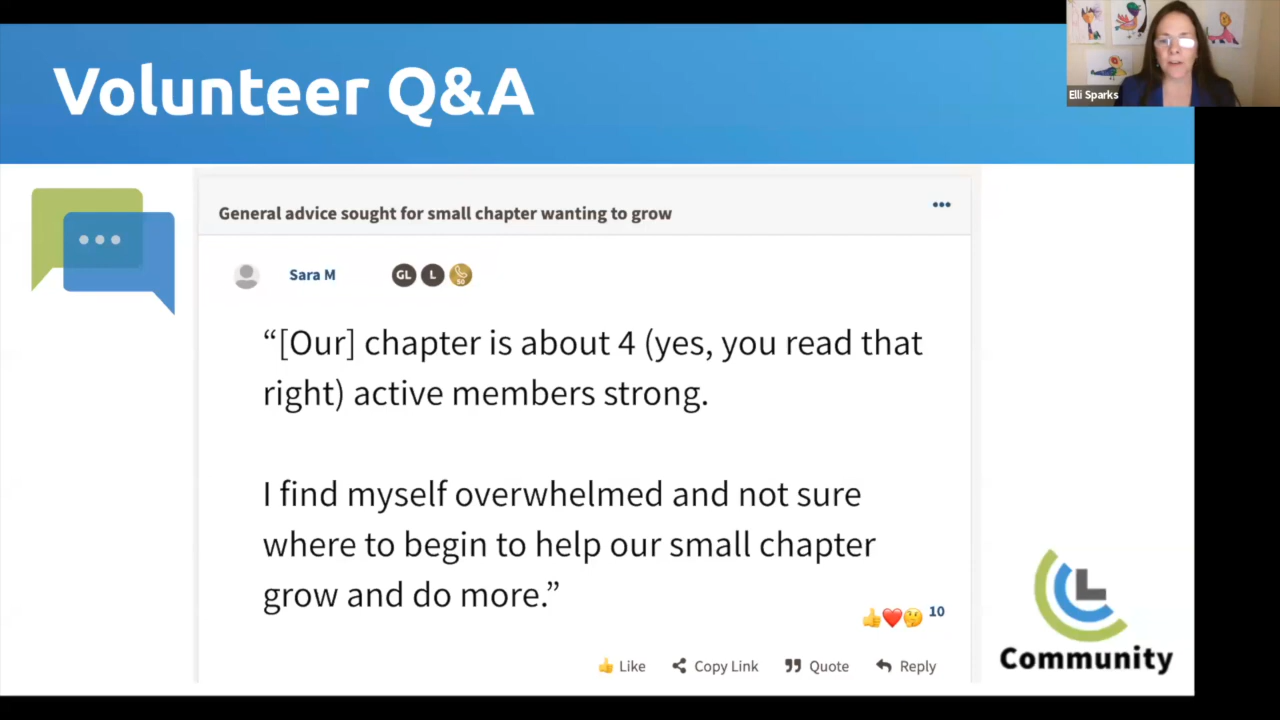 Volunteer Q&A
Elli Sparks
General advice sought for small chapter wanting to grow
•••
Sara M
GL
L
50
“[Our] chapter is about 4 (yes, you read that
right) active members strong.
I find myself overwhelmed and not sure
where to begin to help our small chapter
grow and do more.”
10
Like
Copy Link
Quote
Reply
CCL
Community